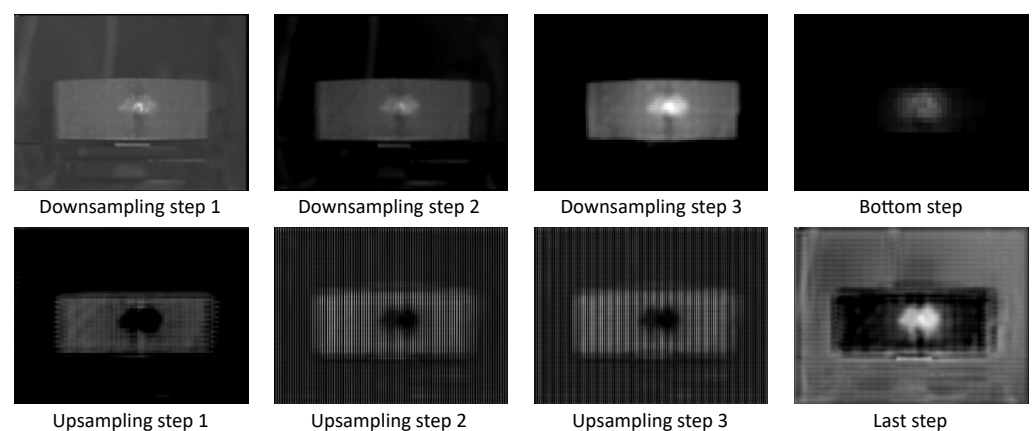 Downsampling step 1
Downsampling step 2
Downsampling step 3
Bottom step
Upsampling step 1
Upsampling step 2
Upsampling step 3
Last step